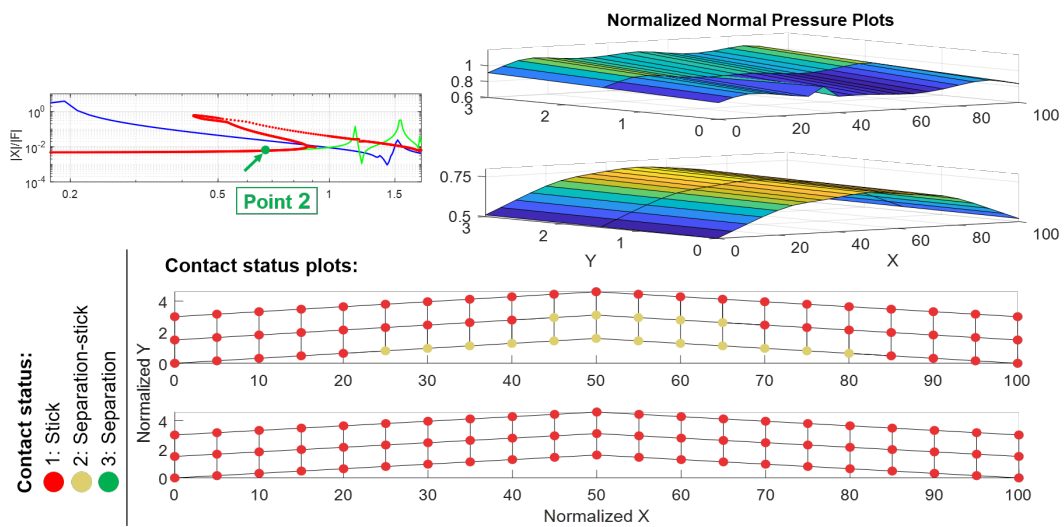 Normalized Normal Pressure Plots
1
0.8
0.6
3
2
1
0
0
20
40
60
80
100
|X|/|F|
10^0
10^-2
10^-4
0.2
0.5
1
1.5
Point 2
0.75
0.5
3
2
1
0
Y
0
20
40
60
80
100
X
Contact status plots:
Contact status:
1: Stick
2: Separation-stick
3: Separation
Normalized Y
4
2
0
0 10 20 30 40 50 60 70 80 90 100
4
2
0
0 10 20 30 40 50 60 70 80 90 100
Normalized X